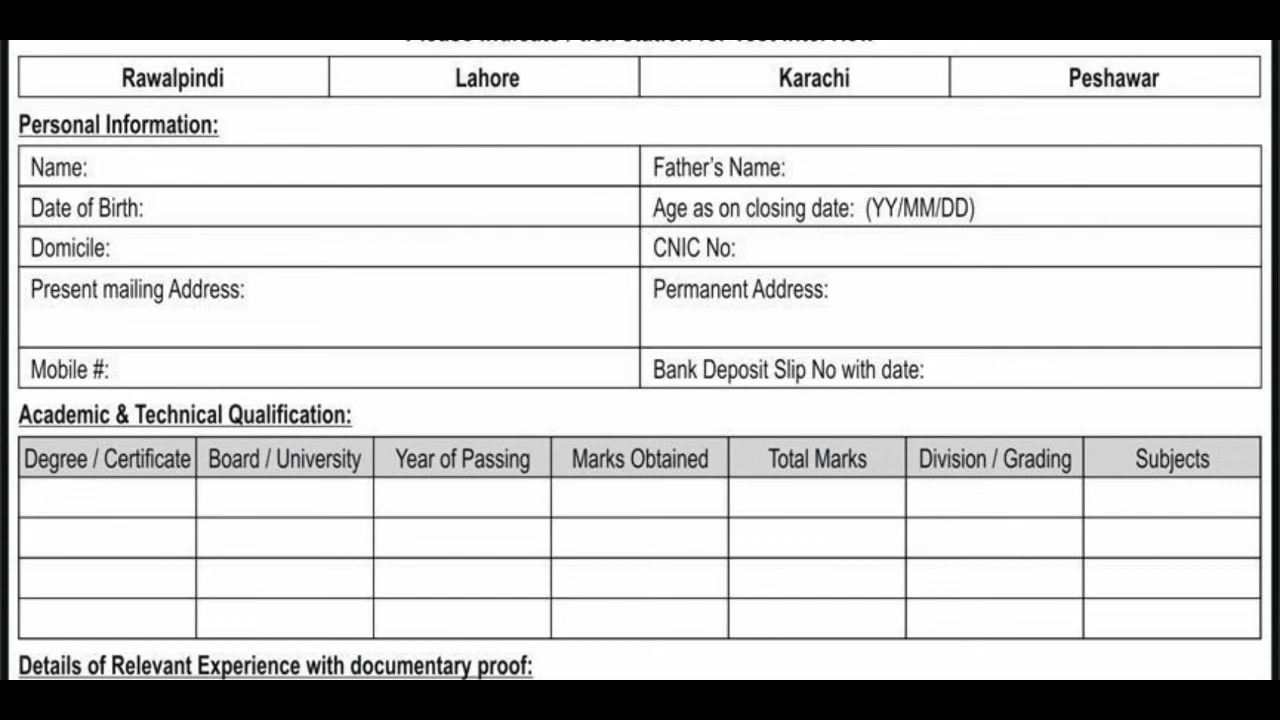 Rawalpindi Lahore Karachi Peshawar
Personal Information:
Name: Father's Name:
Date of Birth: Age as on closing date: (YY/MM/DD)
Domicile: CNIC No:
Present mailing Address: Permanent Address:
Mobile #: Bank Deposit Slip No with date:
Academic & Technical Qualification:
Degree / Certificate Board / University Year of Passing Marks Obtained Total Marks Division / Grading Subjects
Details of Relevant Experience with documentary proof: